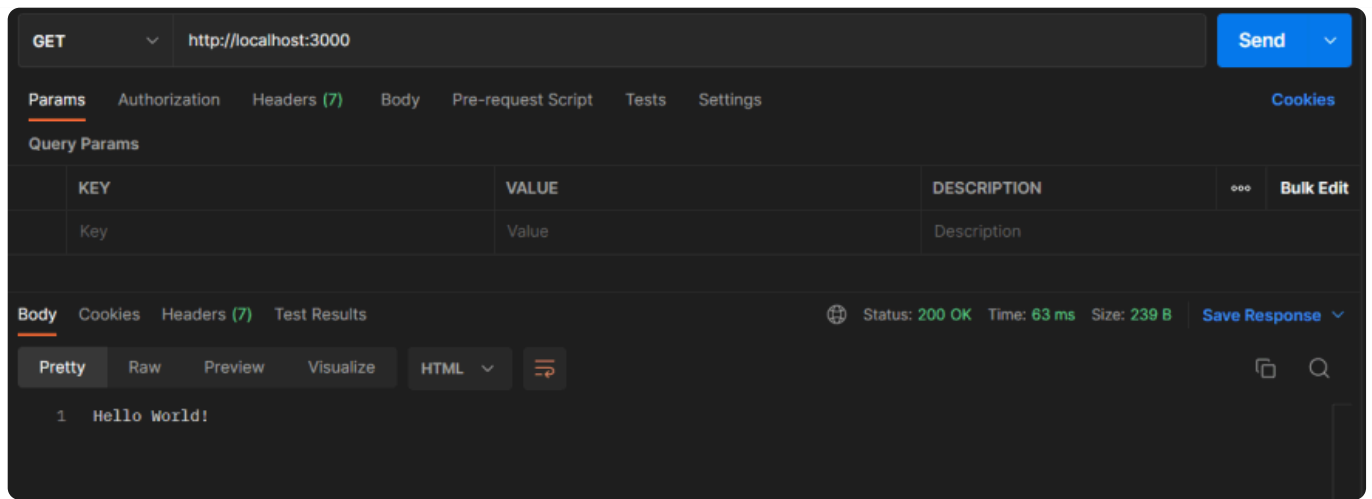 GET http://localhost:3000 Send
Params Authorization Headers (7) Body Pre-request Script Tests Settings Cookies
Query Params
KEY VALUE DESCRIPTION ooo Bulk Edit
Key Value Description
Body Cookies Headers (7) Test Results Status: 200 OK Time: 63 ms Size: 239 B Save Response
Pretty Raw Preview Visualize HTML
1 Hello World!